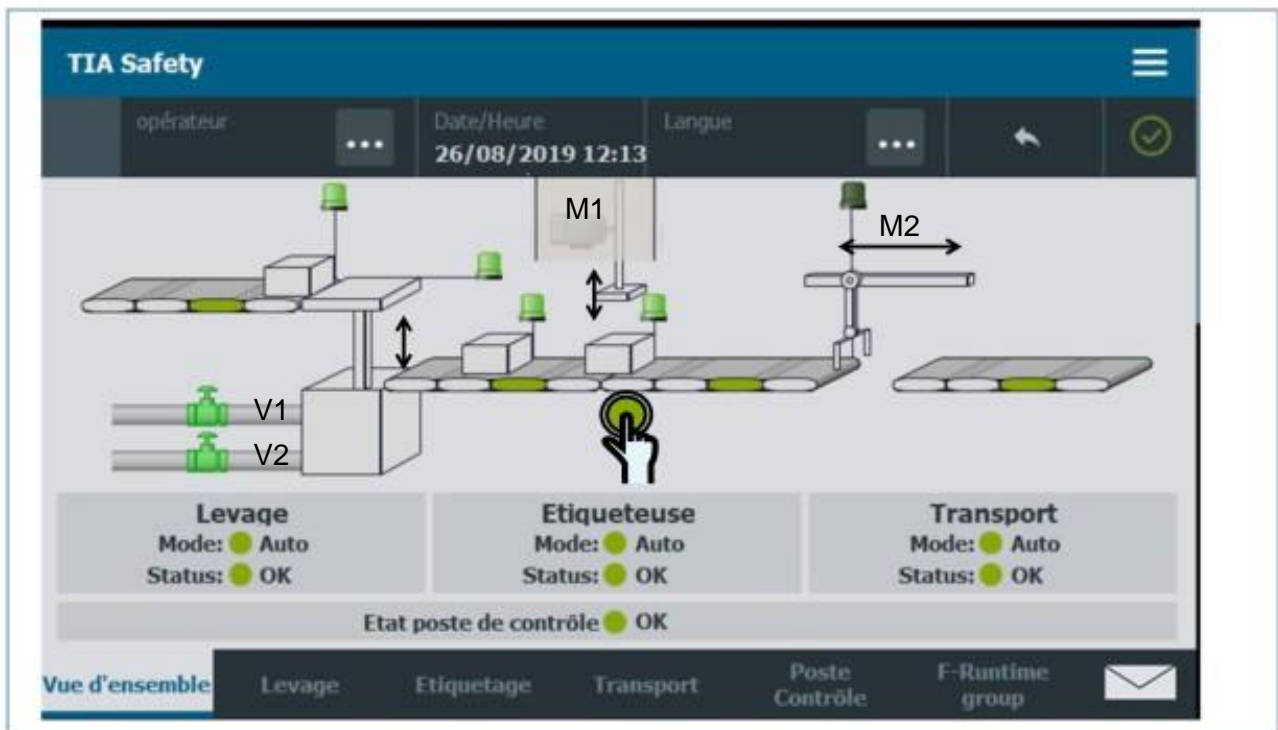 TIA Safety
opérateur
...
Date/Heure
26/08/2019 12:13
Langue
...
M1
M2
V1
V2
Levage
Mode: Auto
Status: OK
Etiqueteuse
Mode: Auto
Status: OK
Transport
Mode: Auto
Status: OK
Etat poste de contrôle OK
Vue d'ensemble
Levage
Etiquetage
Transport
Poste
Contrôle
F-Runtime
group